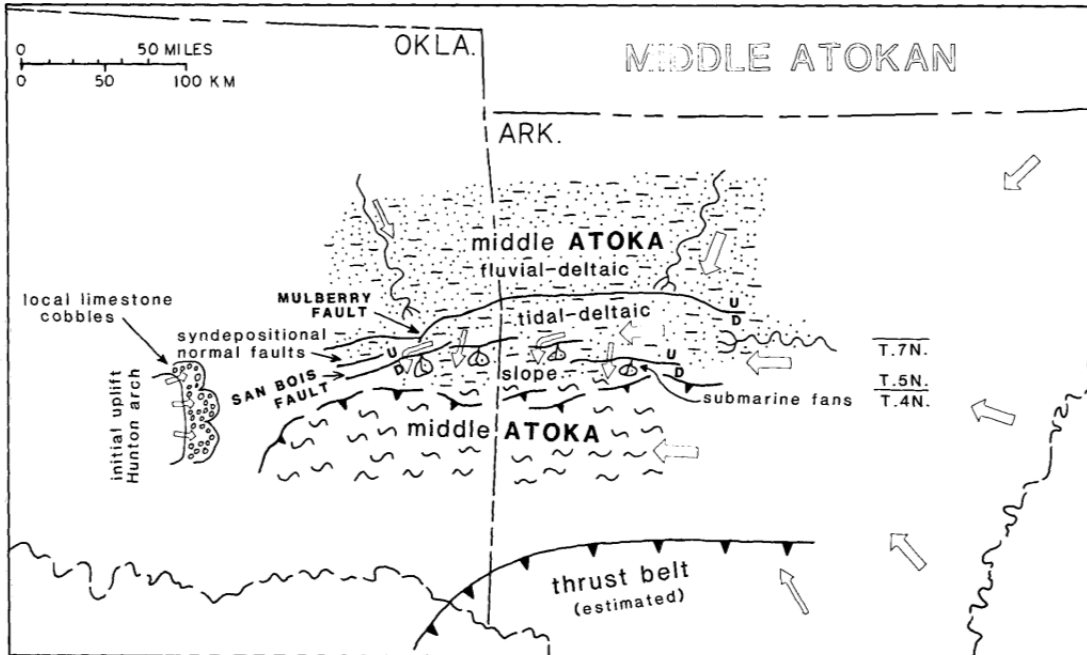 0 50 MILES
0 50 100 KM
OKLA.
MIDDLE ATOKAN
ARK.
middle ATOKA
fluvial-deltaic
local limestone
cobbles
MULBERRY
FAULT
tidal-deltaic
U
D
syndepositional
normal faults
U
D
SAN BOIS
FAULT
slope
U
D
T.7N.
T.5N.
T.4N.
submarine fans
initial uplift
Hunton arch
middle ATOKA
thrust belt
(estimated)